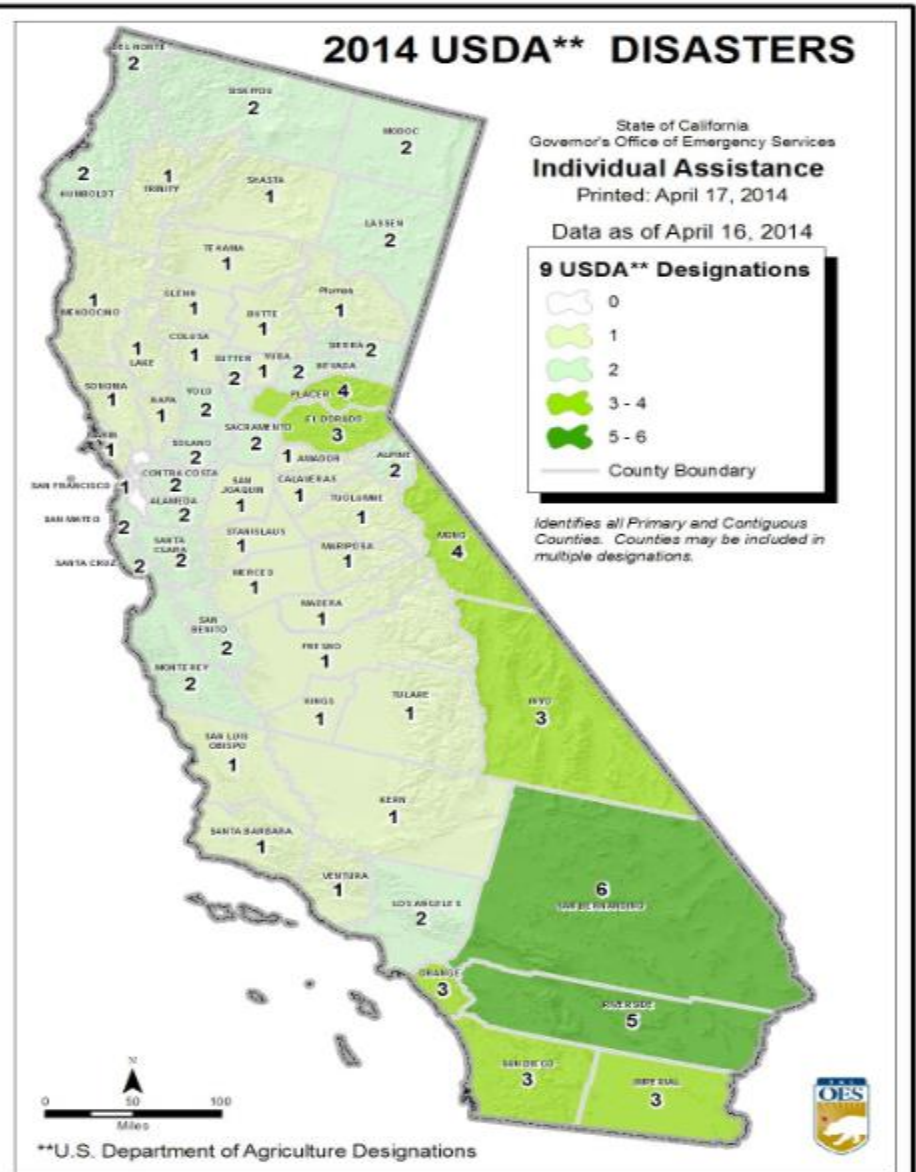 2014 USDA** DISASTERS
State of California
Governor's Office of Emergency Services
Individual Assistance
Printed: April 17, 2014
Data as of April 16, 2014
9 USDA** Designations
0
1
2
3 - 4
5 - 6
County Boundary
Identifies all Primary and Contiguous
Counties. Counties may be included in
multiple designations.
DEL NORTE
2
SISKIYOU
2
MODOC
2
HUMBOLDT
2
TRINITY
1
SHASTA
1
LASSEN
2
TEHAMA
1
MENDOCINO
1
GLENN
1
BUTTE
1
Plumas
1
LAKE
1
COLUSA
1
SUTTER
2
YUBA
1
SIERRA 2
NEVADA
2
PLACER 4
SONOMA
1
NAPA
1
YOLO
2
SACRAMENTO
2
EL DORADO
3
MARIN
1
SOLANO
2
AMADOR
1
ALPINE
2
SAN FRANCISCO 1
CONTRA COSTA
2
ALAMEDA
2
SAN
JOAQUIN
1
CALAVERAS
1
TUOLUMNE
1
SAN MATEO
2
SANTA
CLARA
2
STANISLAUS
1
MARIPOSA
1
MONO
4
SANTA CRUZ 2
MERCED
1
MADERA
1
SAN
BENITO
2
FRESNO
1
MONTEREY
2
KINGS
1
TULARE
1
INYO
3
SAN LUIS
OBISPO
1
KERN
1
SANTA BARBARA
1
VENTURA
1
LOS ANGELES
2
6
SAN BERNARDINO
ORANGE
3
RIVERSIDE
5
SAN DIEGO
3
IMPERIAL
3
N
0 50 100
Miles
OES
**U.S. Department of Agriculture Designations